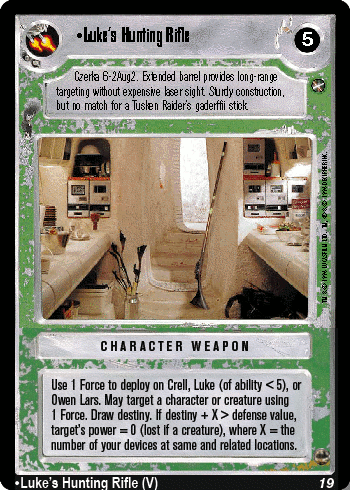 •Luke's Hunting Rifle
5
Czerka 6-2Aug2. Extended barrel provides long-range
targeting without expensive laser sight. Sturdy construction,
but no match for a Tusken Raider's gaderffii stick.
CHARACTER WEAPON
Use 1 Force to deploy on Crell, Luke (of ability < 5), or
Owen Lars. May target a character or creature using
1 Force. Draw destiny. If destiny + X > defense value,
target's power = 0 (lost if a creature), where X = the
number of your devices at same and related locations.
•Luke's Hunting Rifle (V)
19